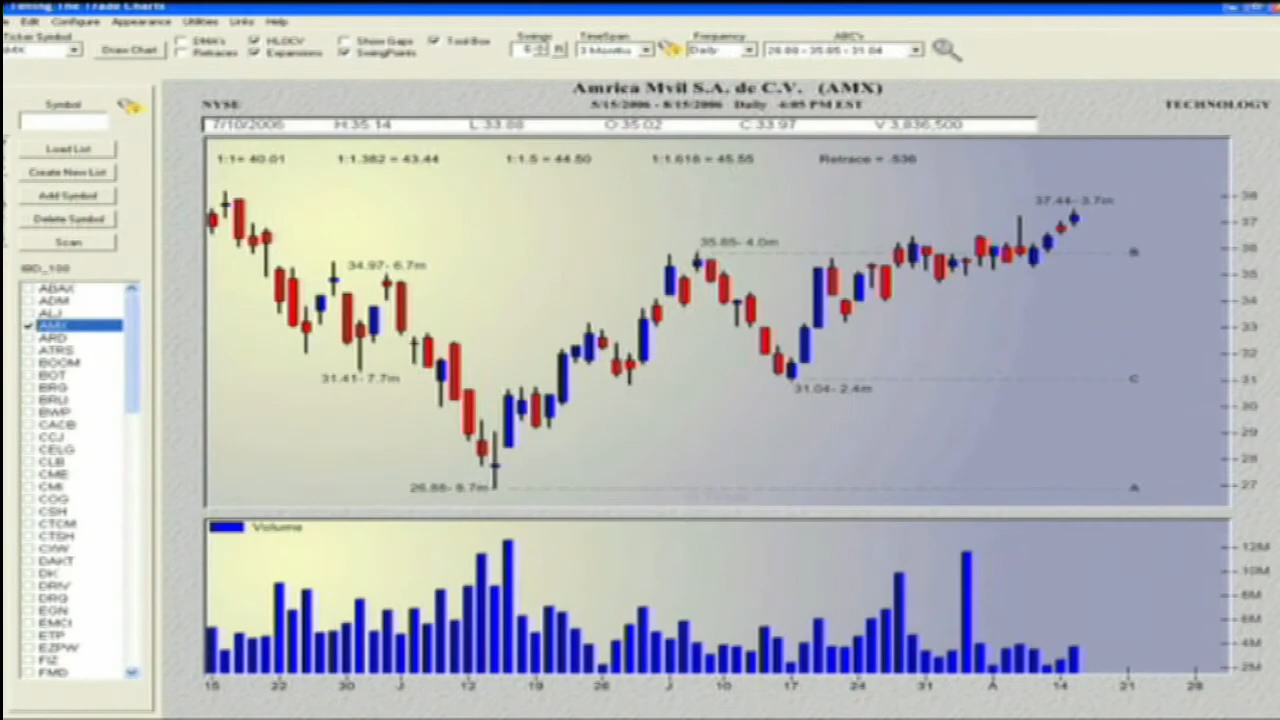 Timing The Trade Charts
Edit Configure Appearance Utilities Links Help
Ticker Symbol
AMX
Draw Chart
DMA's HLOCV Show Gaps Tool Box
Retraces Expansions SwingPoints
Swings
6
TimeSpan
3 Months
Frequency
Daily
ABC's
26.88 - 35.85 - 31.04
Amrica Mvil S.A. de C.V. (AMX)
NYSE 5/15/2006 - 8/15/2006 Daily 4:05 PM EST TECHNOLOGY
7/10/2006 H:35.14 L:33.88 O:35.02 C:33.97 V:3,836,500
1:1= 40.01 1:1.382 = 43.44 1:1.5 = 44.50 1:1.618 = 45.55 Retrace = .536
Symbol
Load List
Create New List
Add Symbol
Delete Symbol
Scan
IBD_100
ABAX
ADM
ALJ
AMX
ARD
ATRS
BOOM
BOT
BRG
BRLI
BWP
CACB
CCJ
CELG
CLB
CME
CMI
COG
CSH
CTCM
CTSH
CXW
DAKT
DK
DRIV
DRQ
EGN
EMCI
ETP
EZPW
FIZ
FMD
37.44- 3.7m
35.85- 4.0m
34.97- 6.7m
31.41- 7.7m
31.04- 2.4m
26.88- 8.7m
B
C
A
38
37
36
35
34
33
32
31
30
29
28
27
Volume
12M
10M
8M
6M
4M
2M
15 22 30 J 12 19 26 J 10 17 24 31 A 14 21 28